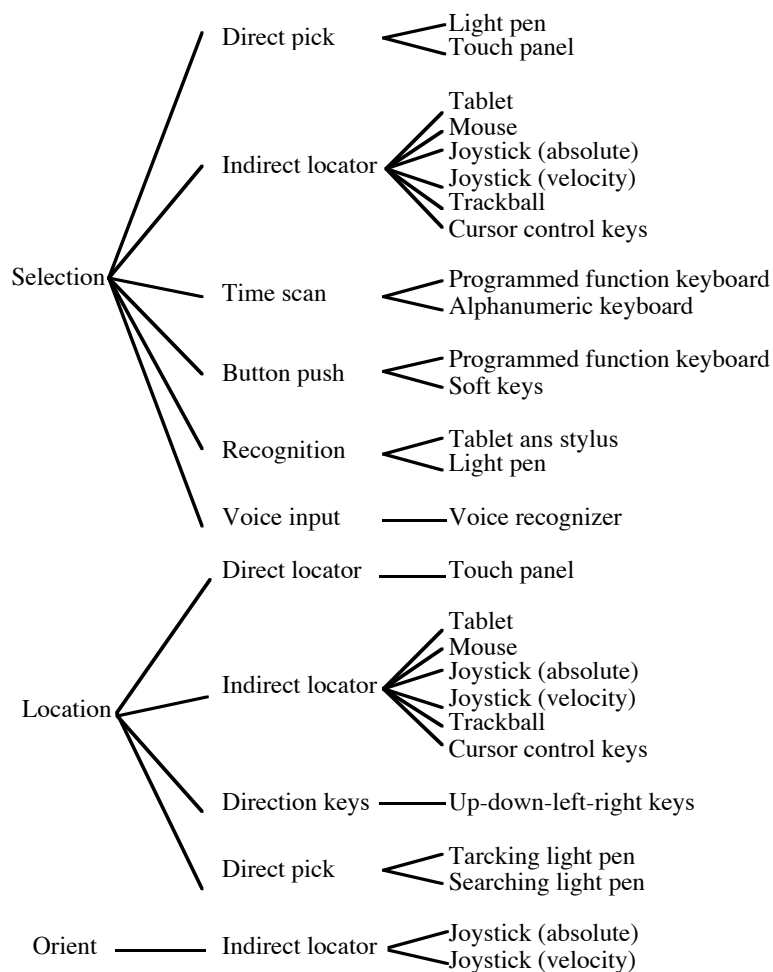 Direct pick
Light pen
Touch panel
Tablet
Mouse
Indirect locator
Joystick (absolute)
Joystick (velocity)
Trackball
Cursor control keys
Selection
Time scan
Programmed function keyboard
Alphanumeric keyboard
Button push
Programmed function keyboard
Soft keys
Recognition
Tablet ans stylus
Light pen
Voice input
Voice recognizer
Direct locator
Touch panel
Tablet
Mouse
Indirect locator
Joystick (absolute)
Joystick (velocity)
Location
Trackball
Cursor control keys
Direction keys
Up-down-left-right keys
Direct pick
Tarcking light pen
Searching light pen
Orient
Indirect locator
Joystick (absolute)
Joystick (velocity)